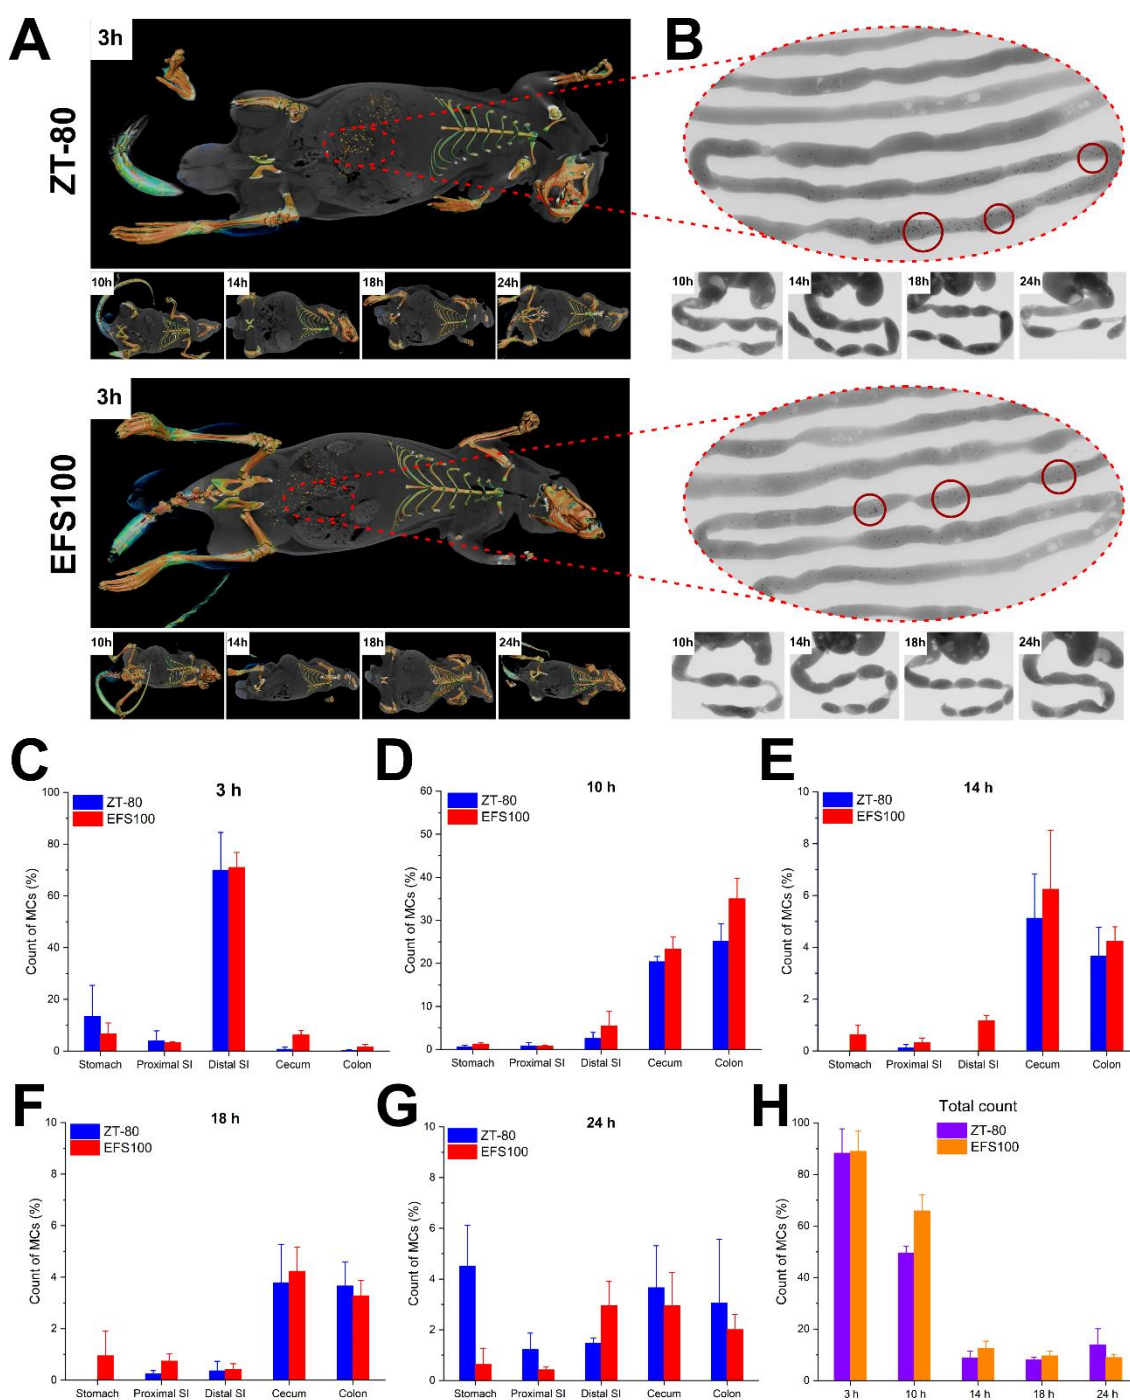 A
B
3h
ZT-80
10h
14h
18h
24h
10h
14h
18h
24h
3h
EFS100
10h
14h
18h
24h
10h
14h
18h
24h
C
3 h
ZT-80
EFS100
Count of MCs (%)
100
80
60
40
20
0
Stomach
Proximal SI
Distal SI
Cecum
Colon
D
10 h
ZT-80
EFS100
Count of MCs (%)
60
50
40
30
20
10
0
Stomach
Proximal SI
Distal SI
Cecum
Colon
E
14 h
ZT-80
EFS100
Count of MCs (%)
10
8
6
4
2
0
Stomach
Proximal SI
Distal SI
Cecum
Colon
F
18 h
ZT-80
EFS100
Count of MCs (%)
10
8
6
4
2
0
Stomach
Proximal SI
Distal SI
Cecum
Colon
G
24 h
ZT-80
EFS100
Count of MCs (%)
10
8
6
4
2
0
Stomach
Proximal SI
Distal SI
Cecum
Colon
H
Total count
ZT-80
EFS100
Count of MCs (%)
100
80
60
40
20
0
3 h
10 h
14 h
18 h
24 h